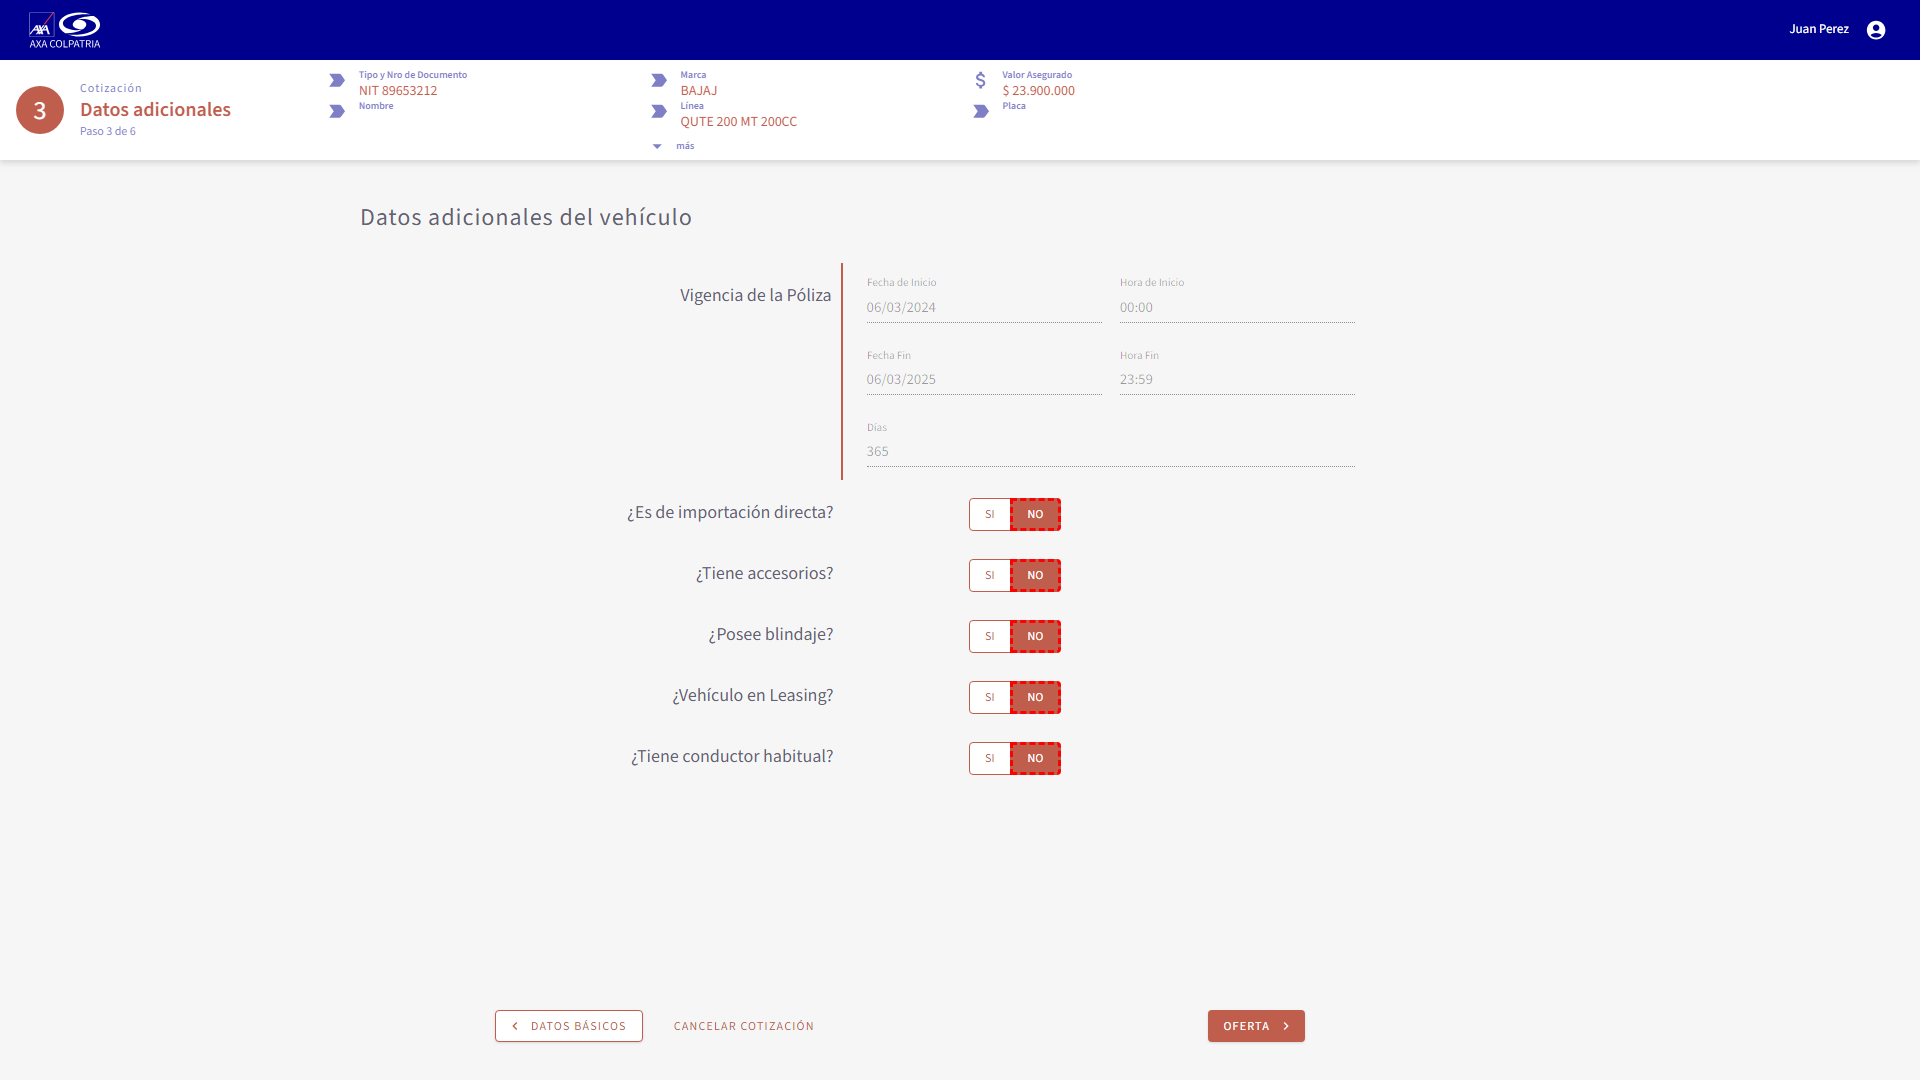 AXA
AXA COLPATRIA
Juan Perez
3
Cotización
Datos adicionales
Paso 3 de 6
Tipo y Nro de Documento
NIT 89653212
Nombre
Marca
BAJAJ
Línea
QUTE 200 MT 200CC
más
$
Valor Asegurado
$ 23.900.000
Placa
Datos adicionales del vehículo
Vigencia de la Póliza
Fecha de Inicio
06/03/2024
Hora de Inicio
00:00
Fecha Fin
06/03/2025
Hora Fin
23:59
Días
365
¿Es de importación directa?
SI NO
¿Tiene accesorios?
SI NO
¿Posee blindaje?
SI NO
¿Vehículo en Leasing?
SI NO
¿Tiene conductor habitual?
SI NO
DATOS BÁSICOS
CANCELAR COTIZACIÓN
OFERTA